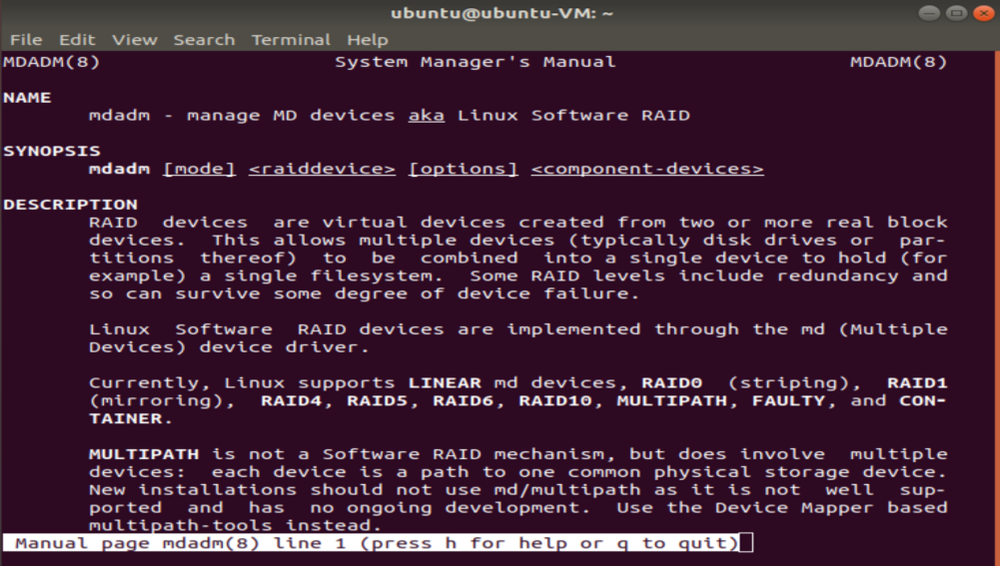 ubuntu@ubuntu-VM: ~
File Edit View Search Terminal Help
MDADM(8) System Manager's Manual MDADM(8)
NAME
mdadm - manage MD devices aka Linux Software RAID
SYNOPSIS
mdadm [mode] <raiddevice> [options] <component-devices>
DESCRIPTION
RAID devices are virtual devices created from two or more real block
devices. This allows multiple devices (typically disk drives or par-
titions thereof) to be combined into a single device to hold (for
example) a single filesystem. Some RAID levels include redundancy and
so can survive some degree of device failure.
Linux Software RAID devices are implemented through the md (Multiple
Devices) device driver.
Currently, Linux supports LINEAR md devices, RAID0 (striping), RAID1
(mirroring), RAID4, RAID5, RAID6, RAID10, MULTIPATH, FAULTY, and CON-
TAINER.
MULTIPATH is not a Software RAID mechanism, but does involve multiple
devices: each device is a path to one common physical storage device.
New installations should not use md/multipath as it is not well sup-
ported and has no ongoing development. Use the Device Mapper based
multipath-tools instead.
Manual page mdadm(8) line 1 (press h for help or q to quit)